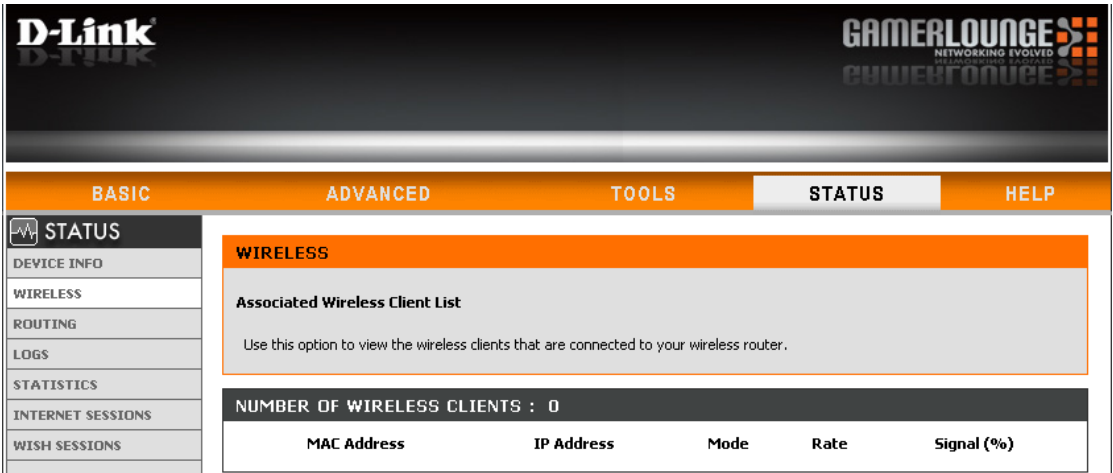 D-Link
GAMERLOUNGE
NETWORKING EVOLVED
BASIC ADVANCED TOOLS STATUS HELP
STATUS
DEVICE INFO
WIRELESS
ROUTING
LOGS
STATISTICS
INTERNET SESSIONS
WISH SESSIONS
WIRELESS
Associated Wireless Client List
Use this option to view the wireless clients that are connected to your wireless router.
NUMBER OF WIRELESS CLIENTS : 0
MAC Address IP Address Mode Rate Signal (%)